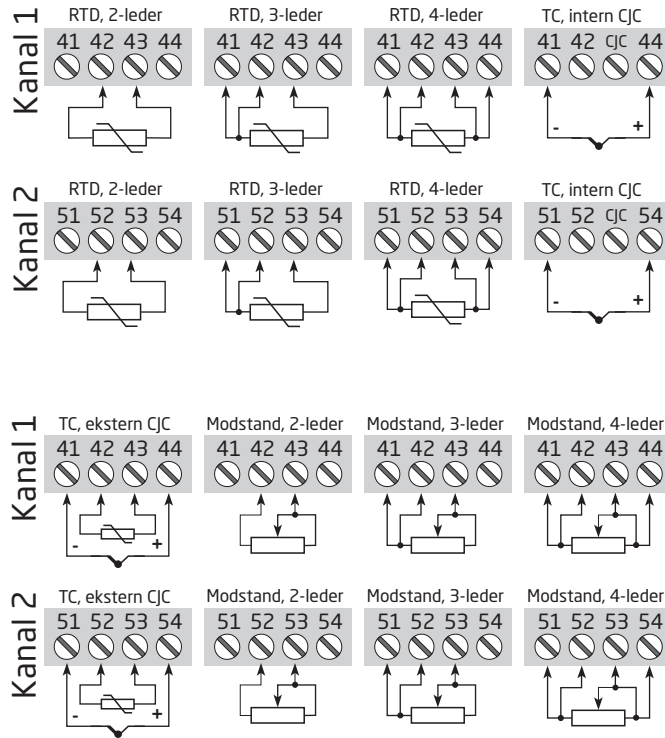 Kanal 1
RTD, 2-leder
41 42 43 44
RTD, 3-leder
41 42 43 44
RTD, 4-leder
41 42 43 44
TC, intern CJC
41 42 CJC 44
- +
Kanal 2
RTD, 2-leder
51 52 53 54
RTD, 3-leder
51 52 53 54
RTD, 4-leder
51 52 53 54
TC, intern CJC
51 52 CJC 54
- +
Kanal 1
TC, ekstern CJC
41 42 43 44
- +
Modstand, 2-leder
41 42 43 44
Modstand, 3-leder
41 42 43 44
Modstand, 4-leder
41 42 43 44
Kanal 2
TC, ekstern CJC
51 52 53 54
- +
Modstand, 2-leder
51 52 53 54
Modstand, 3-leder
51 52 53 54
Modstand, 4-leder
51 52 53 54